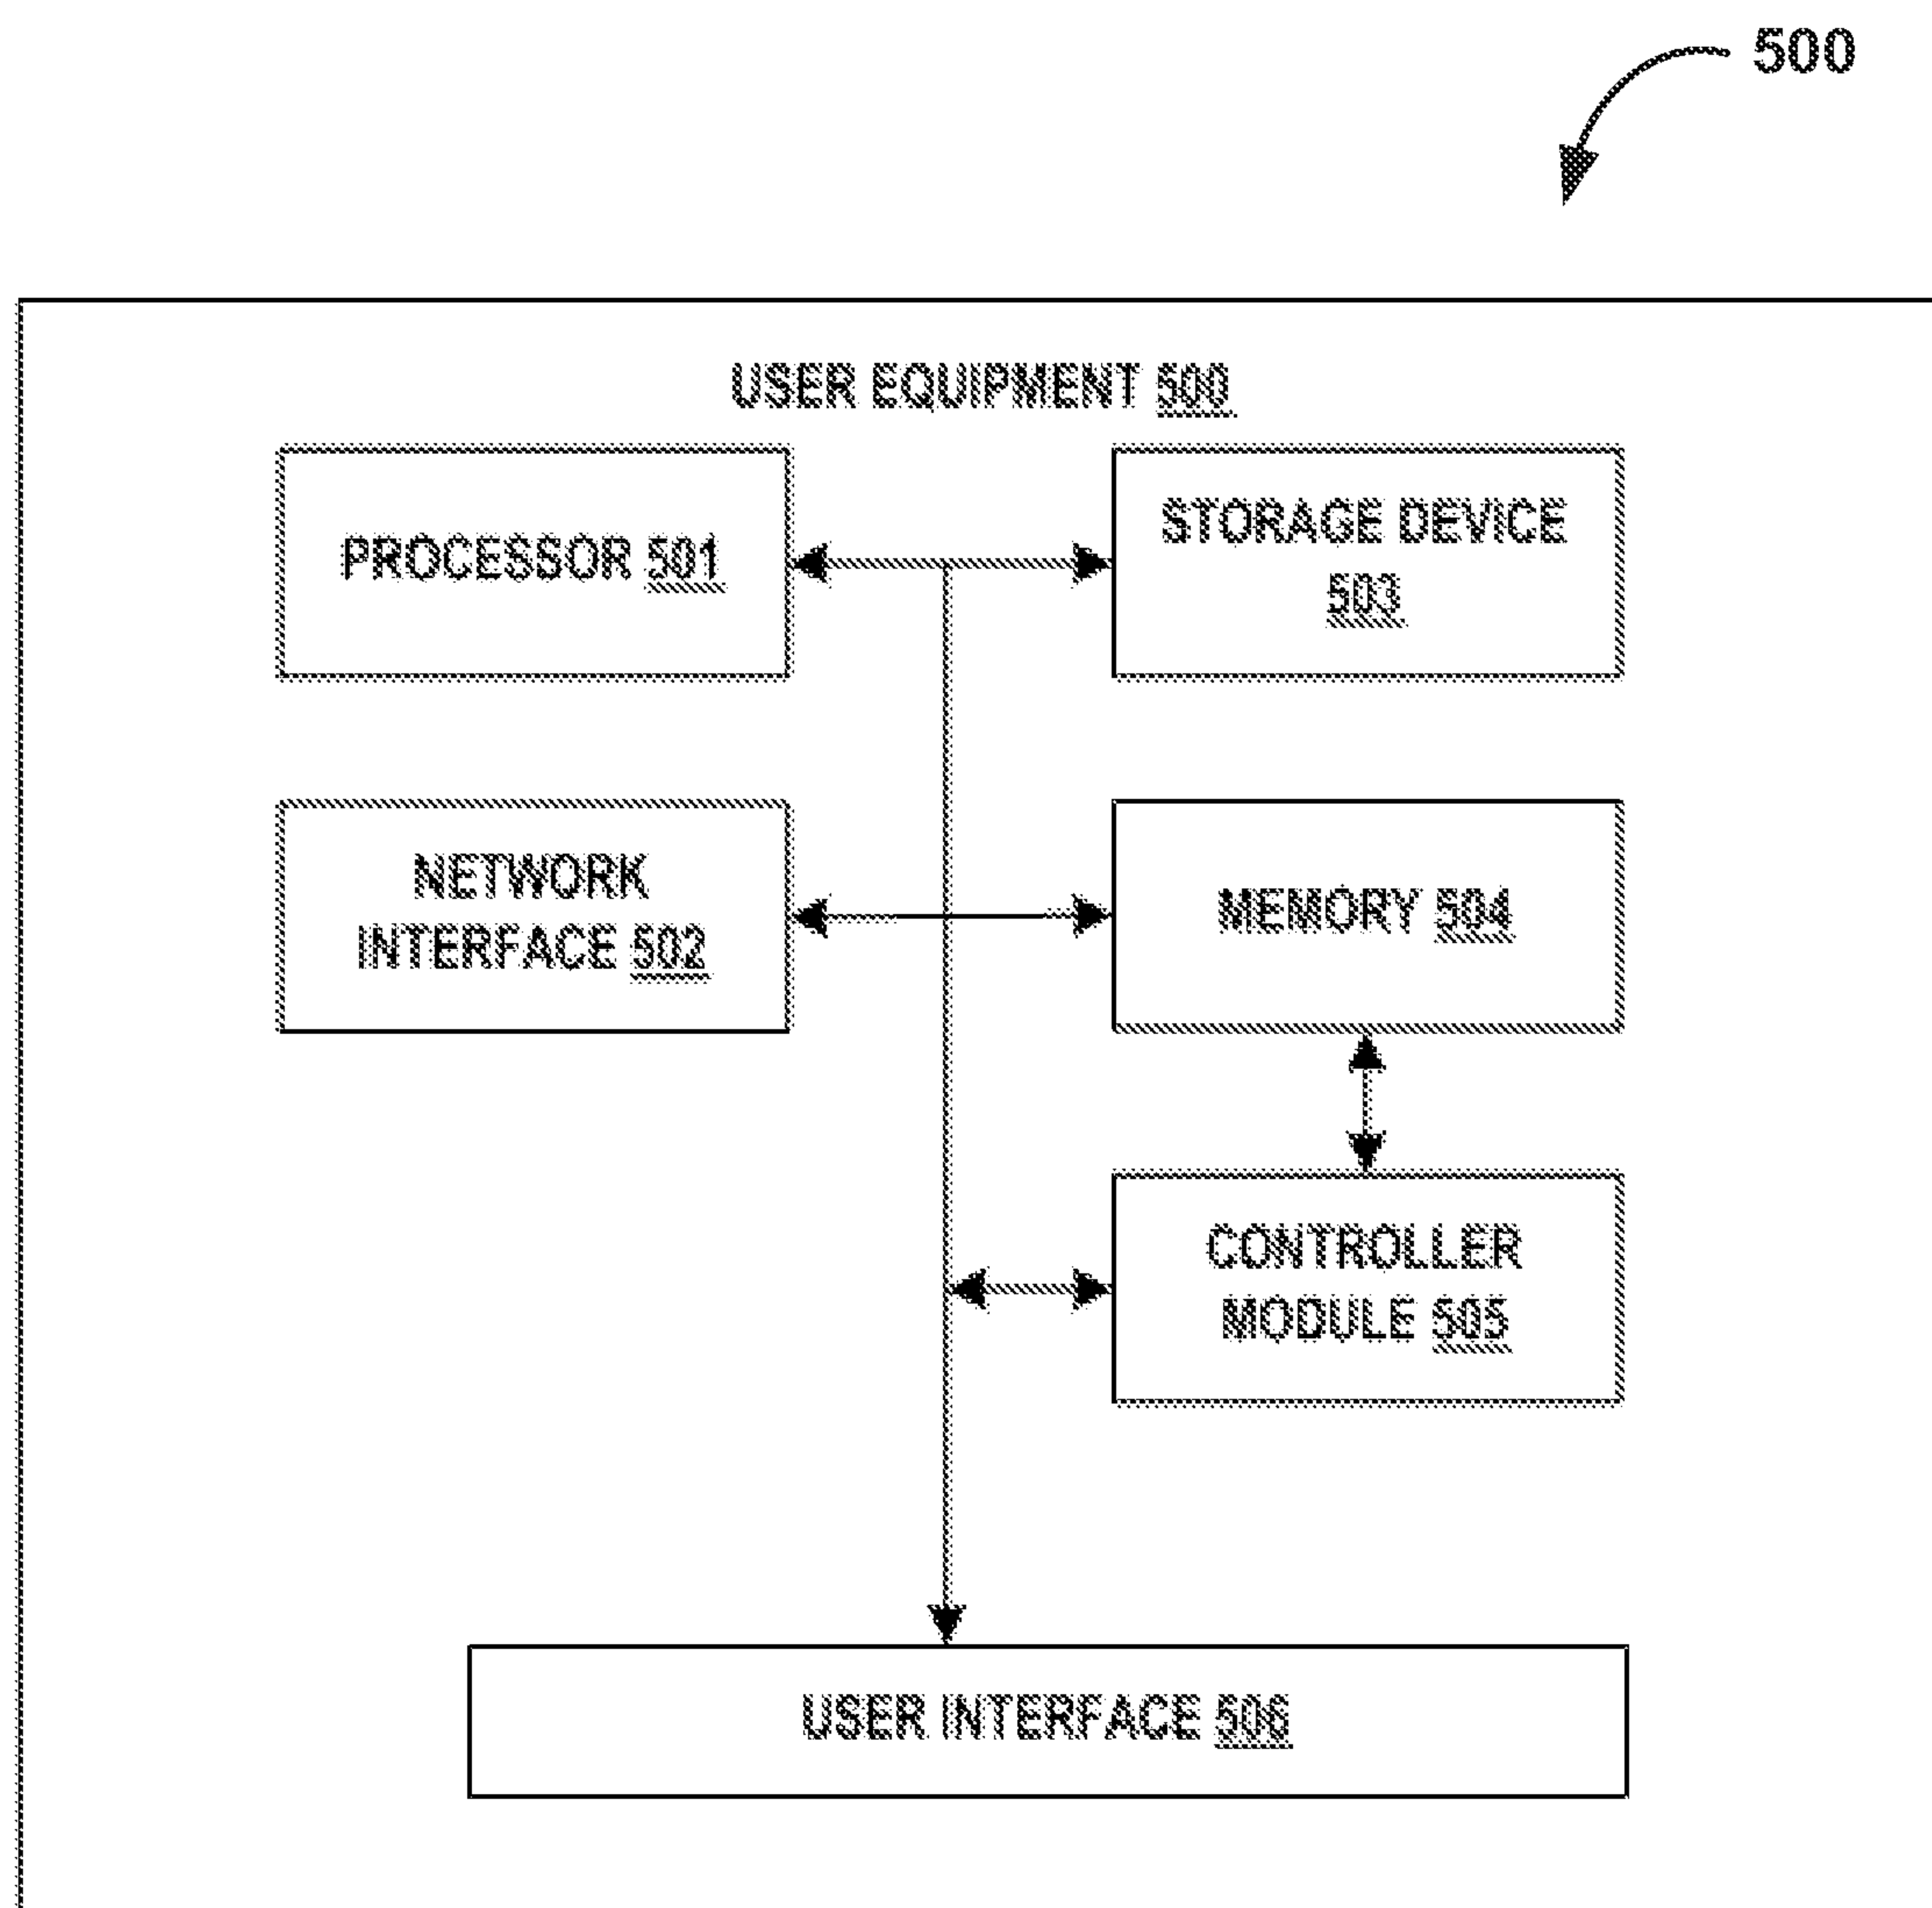 500
USER EQUIPMENT 500
PROCESSOR 501
STORAGE DEVICE
503
NETWORK
INTERFACE 502
MEMORY 504
CONTROLLER
MODULE 505
USER INTERFACE 506